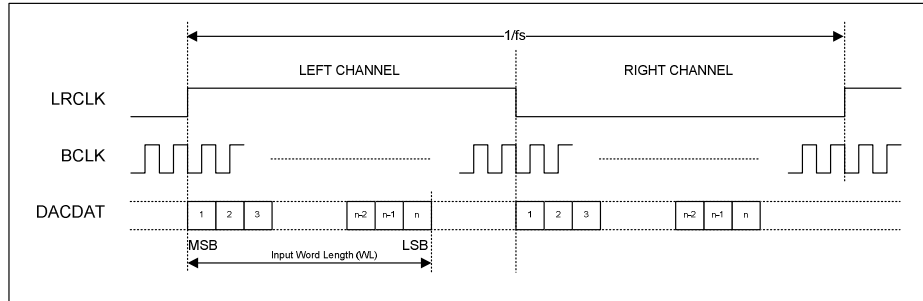 1/fs
LEFT CHANNEL RIGHT CHANNEL
LRCLK
BCLK
DACDAT 1 2 3 n-2 n-1 n 1 2 3 n-2 n-1 n
MSB LSB
Input Word Length (WL)